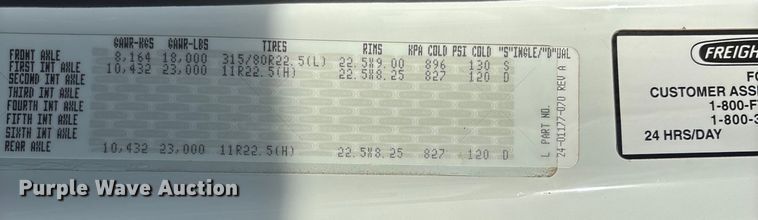 GAWR-KGS GAWR-LBS TIRES RIMS KPA COLD PSI COLD "S"INGLE/"D"UAL
FRONT AXLE 8,164 18,000 315/80R22.5(L) 22.5X9.00 896 130 S
FIRST INT AXLE 10,432 23,000 11R22.5(H) 22.5X8.25 827 120 D
SECOND INT AXLE
THIRD INT AXLE
FOURTH INT AXLE
FIFTH INT AXLE
SIXTH INT AXLE
REAR AXLE 10,432 23,000 11R22.5(H) 22.5X8.25 827 120 D
L PART NO.
24-01177-070 REV A
FREIGH
FO
CUSTOMER ASSI
1-800-F
1-800-3
24 HRS/DAY
Purple Wave Auction